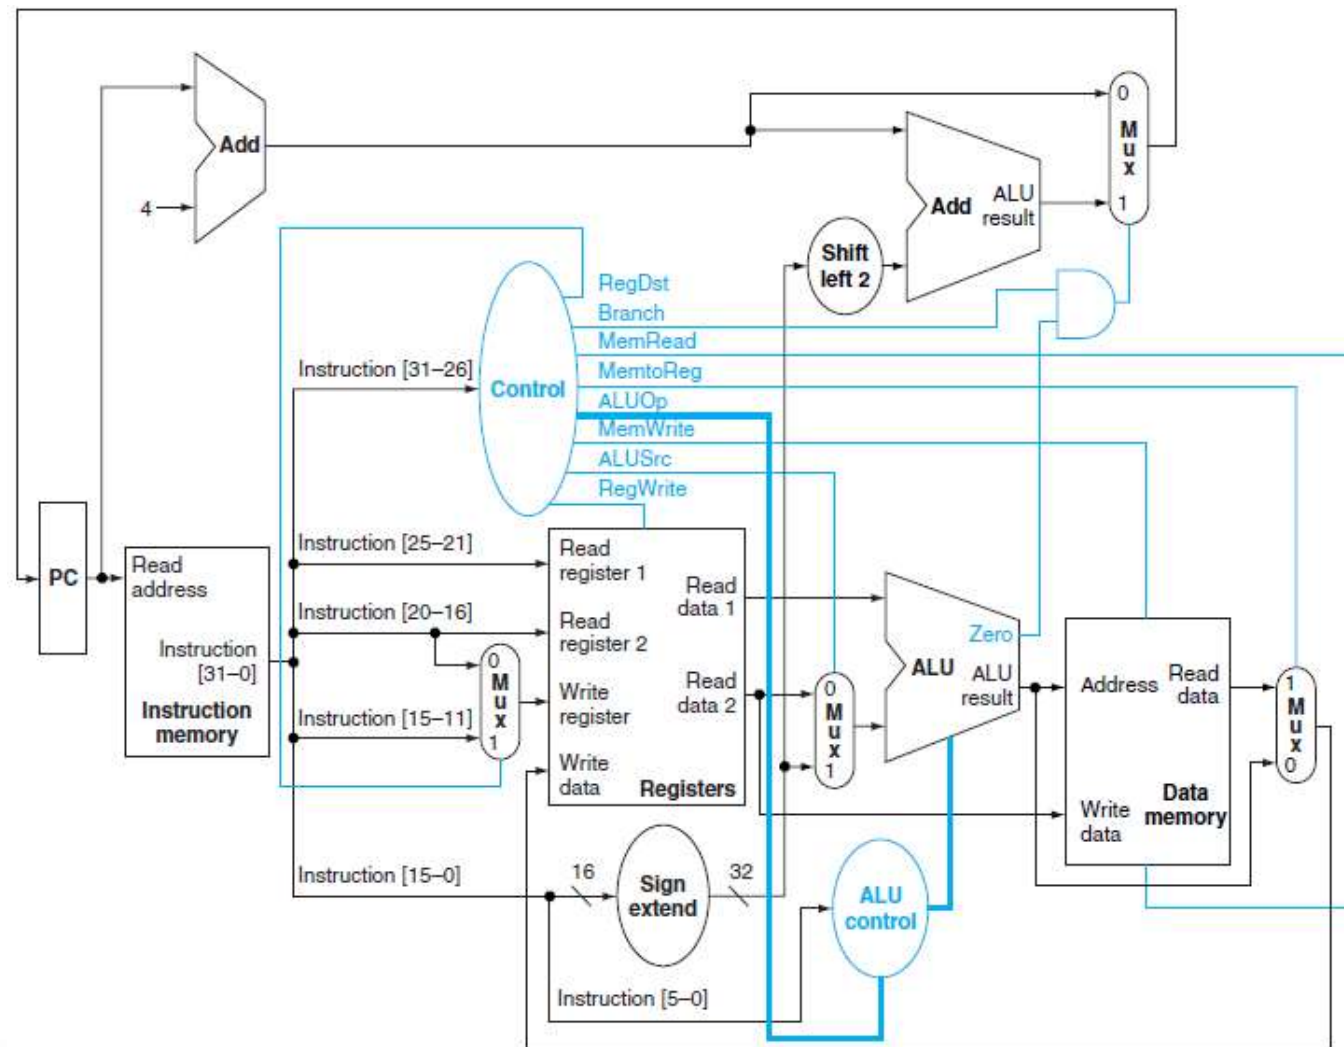 Add
4
0
M
u
x
1
Add
ALU
result
Shift
left 2
RegDst
Branch
MemRead
MemtoReg
ALUOp
MemWrite
ALUSrc
RegWrite
Control
Instruction [31–26]
Instruction [25–21]
Instruction [20–16]
Instruction [15–11]
Instruction [15–0]
Instruction [5–0]
PC
Read
address
Instruction
[31–0]
Instruction
memory
0
M
u
x
1
Read
register 1
Read
register 2
Write
register
Write
data
Read
data 1
Read
data 2
Registers
16
Sign
extend
32
0
M
u
x
1
Zero
ALU
ALU
result
ALU
control
Address
Read
data
Write
data
Data
memory
1
M
u
x
0